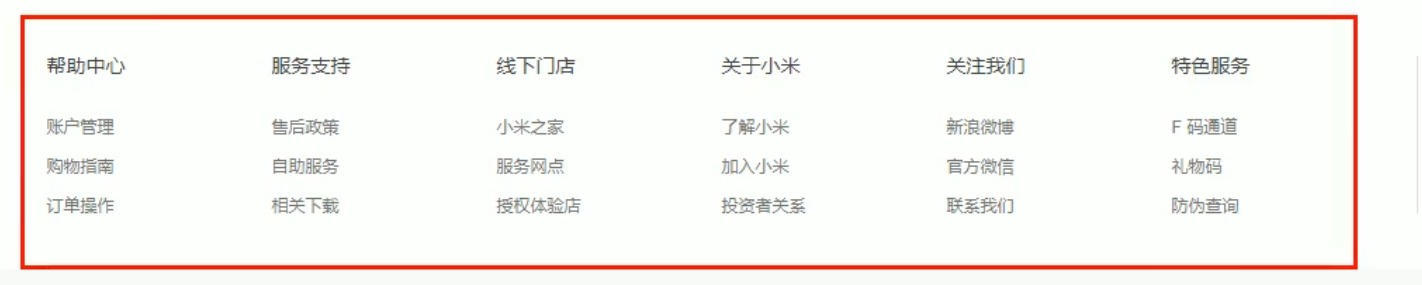 帮助中心 服务支持 线下门店 关于小米 关注我们 特色服务
账户管理 售后政策 小米之家 了解小米 新浪微博 F 码通道
购物指南 自助服务 服务网点 加入小米 官方微信 礼物码
订单操作 相关下载 授权体验店 投资者关系 联系我们 防伪查询